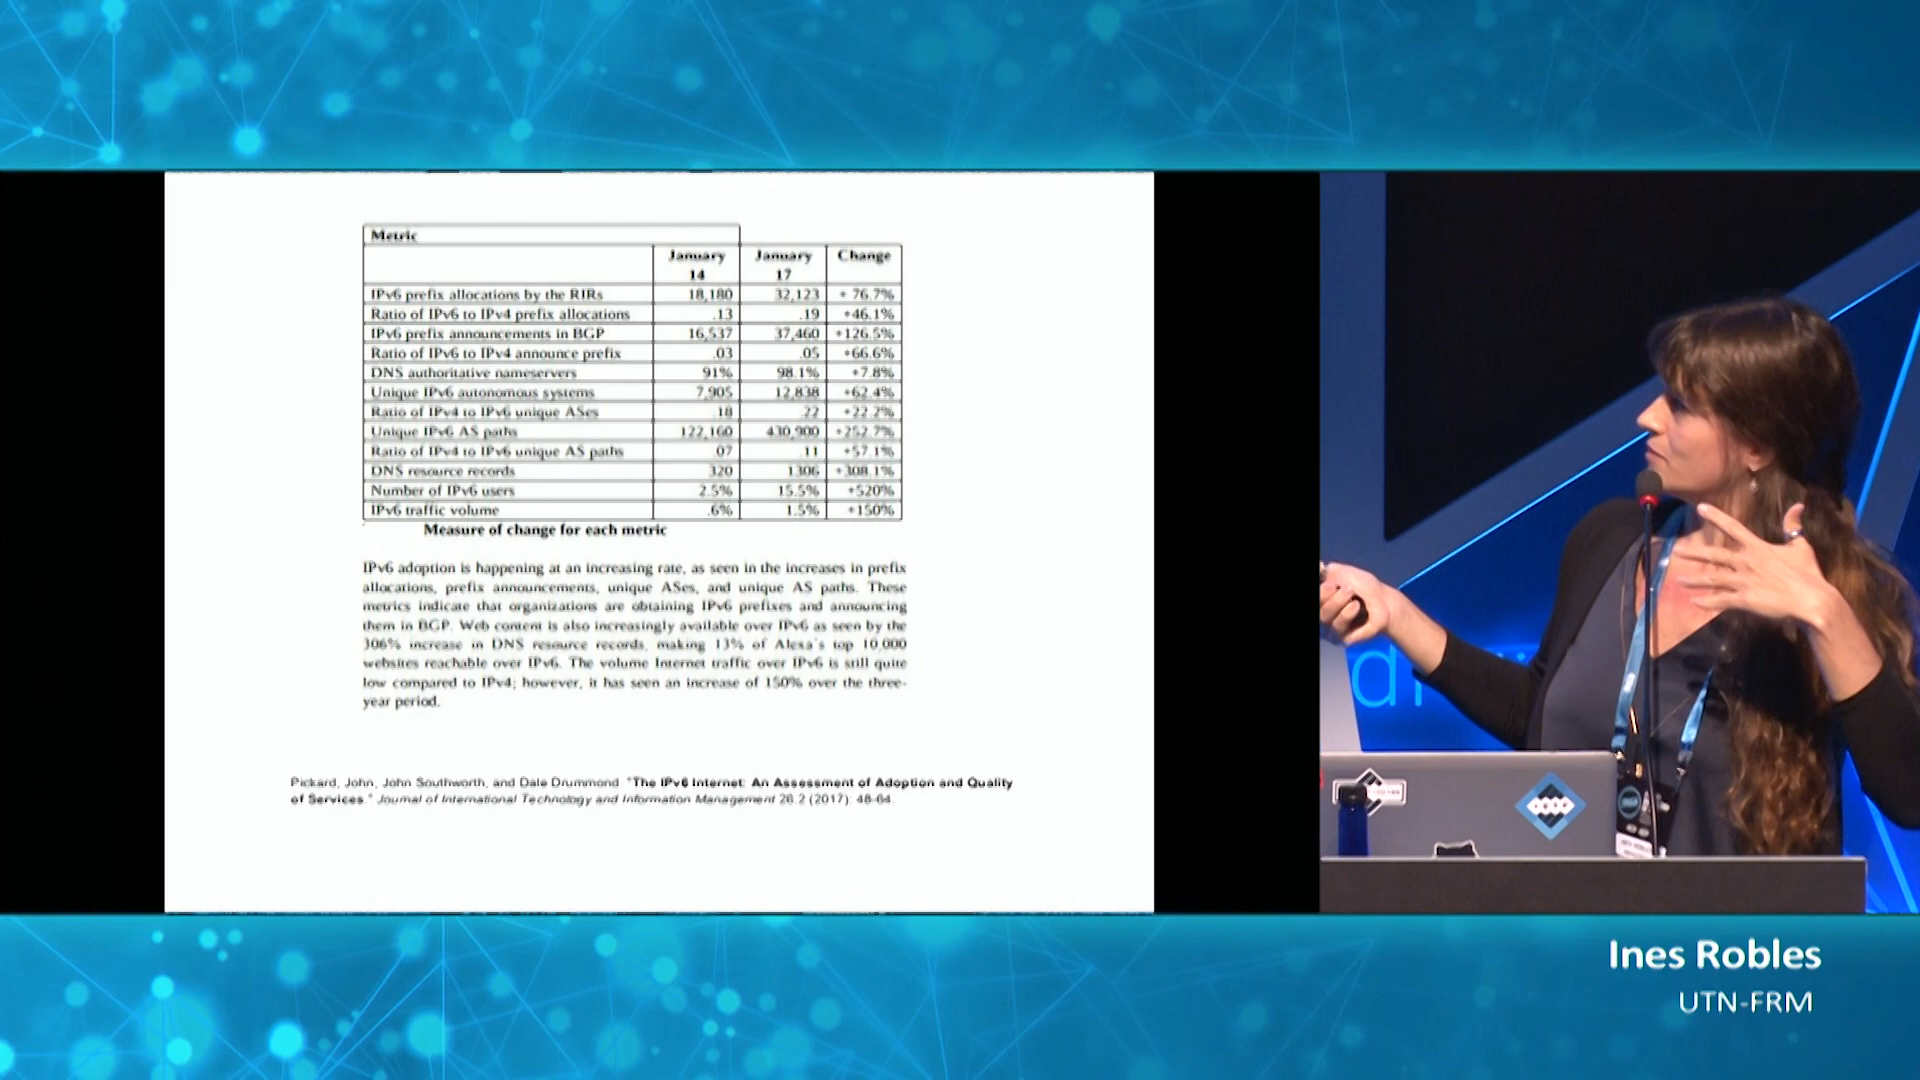 Metric
January 14 January 17 Change
IPv6 prefix allocations by the RIRs 18,180 32,123 + 76.7%
Ratio of IPv6 to IPv4 prefix allocations .13 .19 +46.1%
IPv6 prefix announcements in BGP 16,537 37,460 +126.5%
Ratio of IPv6 to IPv4 announce prefix .03 .05 +66.6%
DNS authoritative nameservers 91% 98.1% +7.8%
Unique IPv6 autonomous systems 7,905 12,838 +62.4%
Ratio of IPv4 to IPv6 unique ASes .18 .22 +22.2%
Unique IPv6 AS paths 122,160 430,900 +252.7%
Ratio of IPv4 to IPv6 unique AS paths .07 .11 +57.1%
DNS resource records 320 1306 +308.1%
Number of IPv6 users 2.5% 15.5% +520%
IPv6 traffic volume .6% 1.5% +150%
Measure of change for each metric
IPv6 adoption is happening at an increasing rate, as seen in the increases in prefix
allocations, prefix announcements, unique ASes, and unique AS paths. These
metrics indicate that organizations are obtaining IPv6 prefixes and announcing
them in BGP. Web content is also increasingly available over IPv6 as seen by the
306% increase in DNS resource records, making 13% of Alexa's top 10,000
websites reachable over IPv6. The volume Internet traffic over IPv6 is still quite
low compared to IPv4; however, it has seen an increase of 150% over the three-
year period.
Pickard, John, John Southworth, and Dale Drummond. "The IPv6 Internet: An Assessment of Adoption and Quality
of Services." Journal of International Technology and Information Management 26.2 (2017): 48-64.
Ines Robles
UTN-FRM